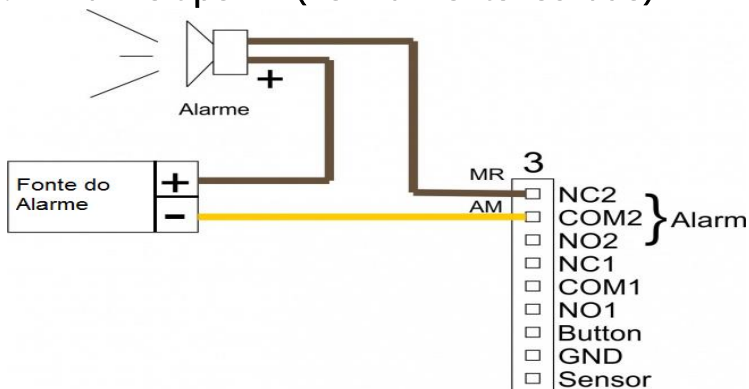 +
Alarme
Fonte do
Alarme
+
-
3
MR
AM
NC2
COM2
NO2
Alarm
NC1
COM1
NO1
Button
GND
Sensor